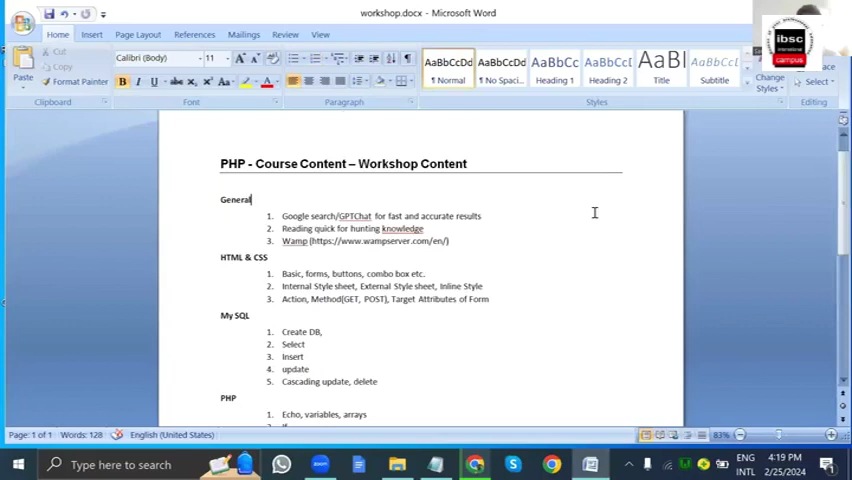 workshop.docx - Microsoft Word
Home Insert Page Layout References Mailings Review View
Cut
Copy
Format Painter
Paste
Calibri (Body) 11
AaBbCcDd AaBbCcDd AaBbCc AaBbCc AaBb AaBbCcDd
¶ Normal ¶ No Spaci... Heading 1 Heading 2 Title Subtitle
Change
Styles
Select
Clipboard Font Paragraph Styles Editing
ibsc
international
campus
PHP - Course Content – Workshop Content
General
1. Google search/GPTChat for fast and accurate results
2. Reading quick for hunting knowledge
3. Wamp (https://www.wampserver.com/en/)
HTML & CSS
1. Basic, forms, buttons, combo box etc.
2. Internal Style sheet, External Style sheet, Inline Style
3. Action, Method(GET, POST), Target Attributes of Form
My SQL
1. Create DB,
2. Select
3. Insert
4. update
5. Cascading update, delete
PHP
1. Echo, variables, arrays
Page: 1 of 1 Words: 128 English (South Africa) 83%
Type here to search
ENG
INTL
4:19 PM
2/25/2024